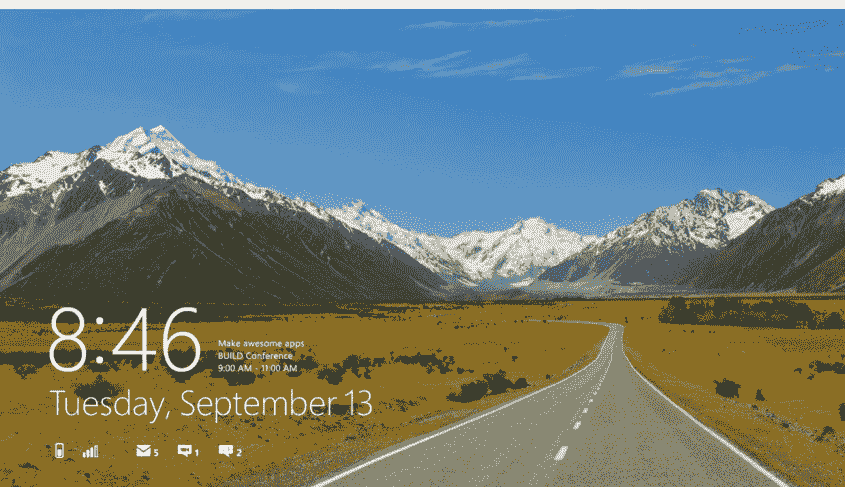 8:46
Make awesome apps
BUILD Conference
9:00 AM - 11:00 AM
Tuesday, September 13
5 1 2